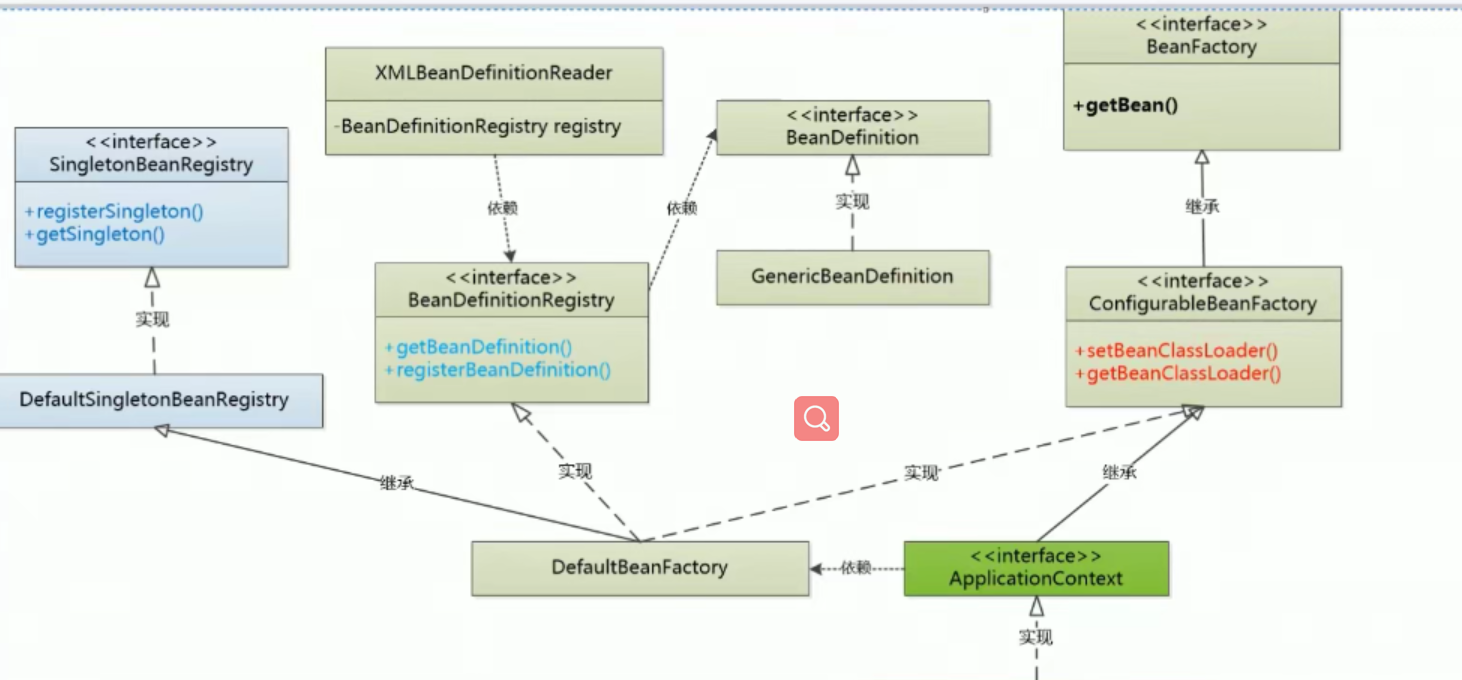 <<interface>>
BeanFactory
+getBean()
XMLBeanDefinitionReader
-BeanDefinitionRegistry registry
<<interface>>
BeanDefinition
<<interface>>
SingletonBeanRegistry
+registerSingleton()
+getSingleton()
依赖
依赖
实现
继承
<<interface>>
BeanDefinitionRegistry
+getBeanDefinition()
+registerBeanDefinition()
GenericBeanDefinition
<<interface>>
ConfigurableBeanFactory
+setBeanClassLoader()
+getBeanClassLoader()
实现
DefaultSingletonBeanRegistry
继承
实现
实现
继承
DefaultBeanFactory
依赖
<<interface>>
ApplicationContext
实现